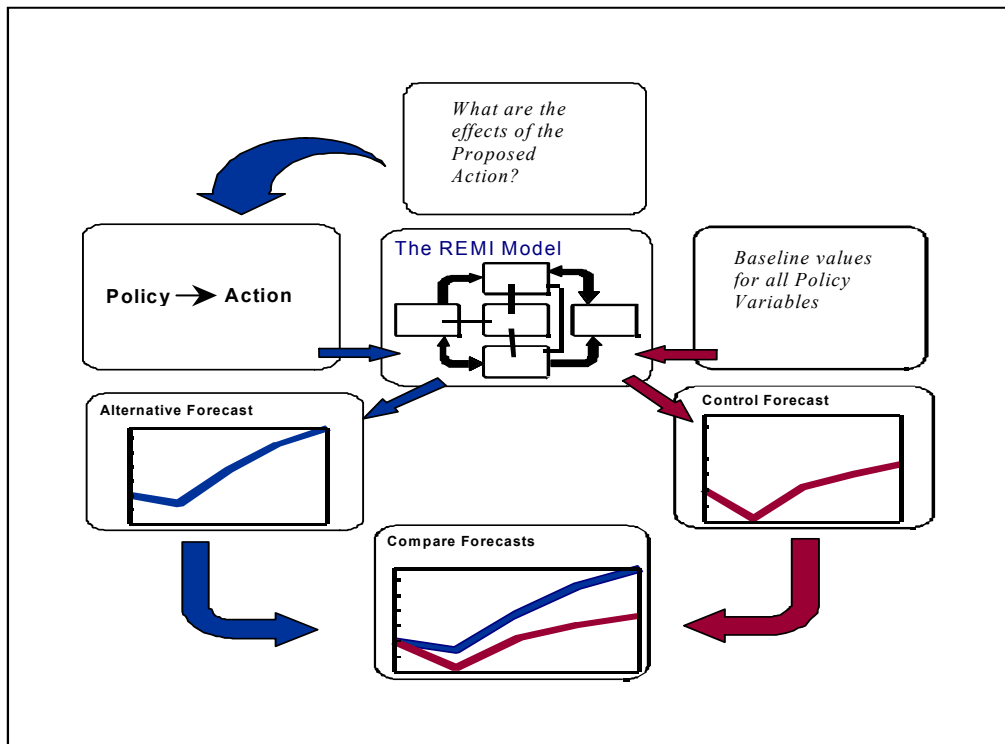 What are the
effects of the
Proposed
Action?
Policy → Action
The REMI Model
Baseline values
for all Policy
Variables
Alternative Forecast
Control Forecast
Compare Forecasts